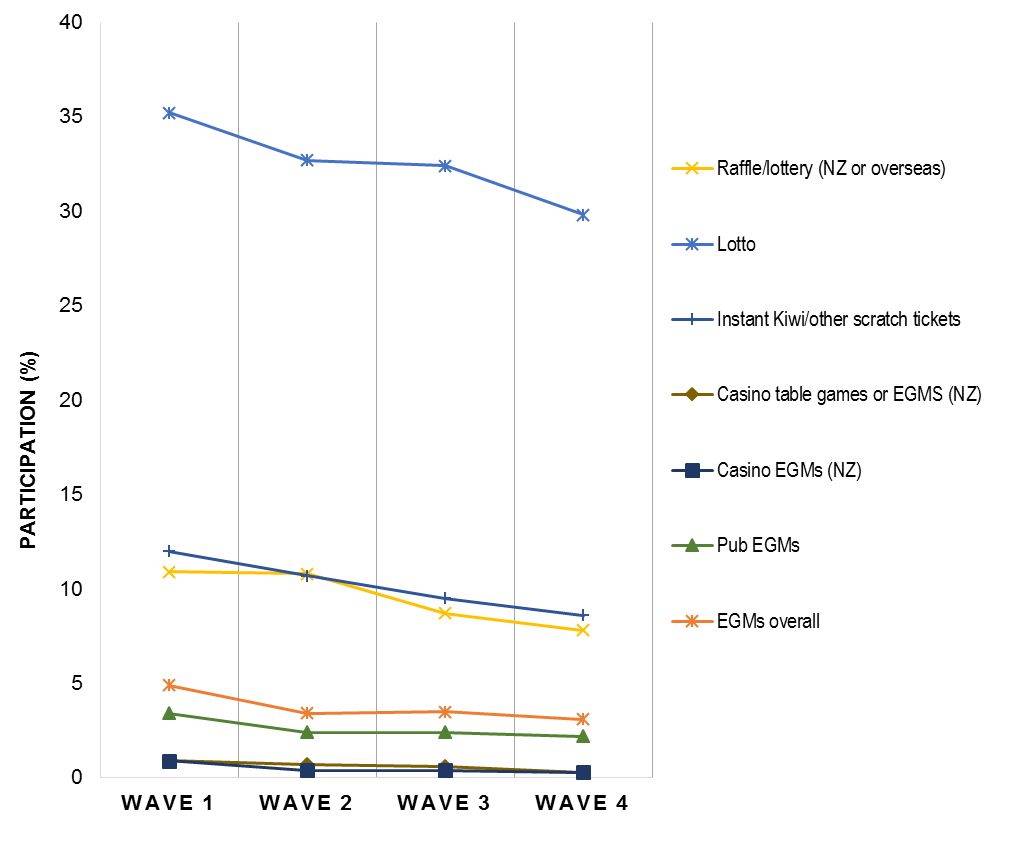 40
35
30
25
20
15
10
5
0
PARTICIPATION (%)
WAVE 1 WAVE 2 WAVE 3 WAVE 4
Raffle/lottery (NZ or overseas)
Lotto
Instant Kiwi/other scratch tickets
Casino table games or EGMS (NZ)
Casino EGMs (NZ)
Pub EGMs
EGMs overall